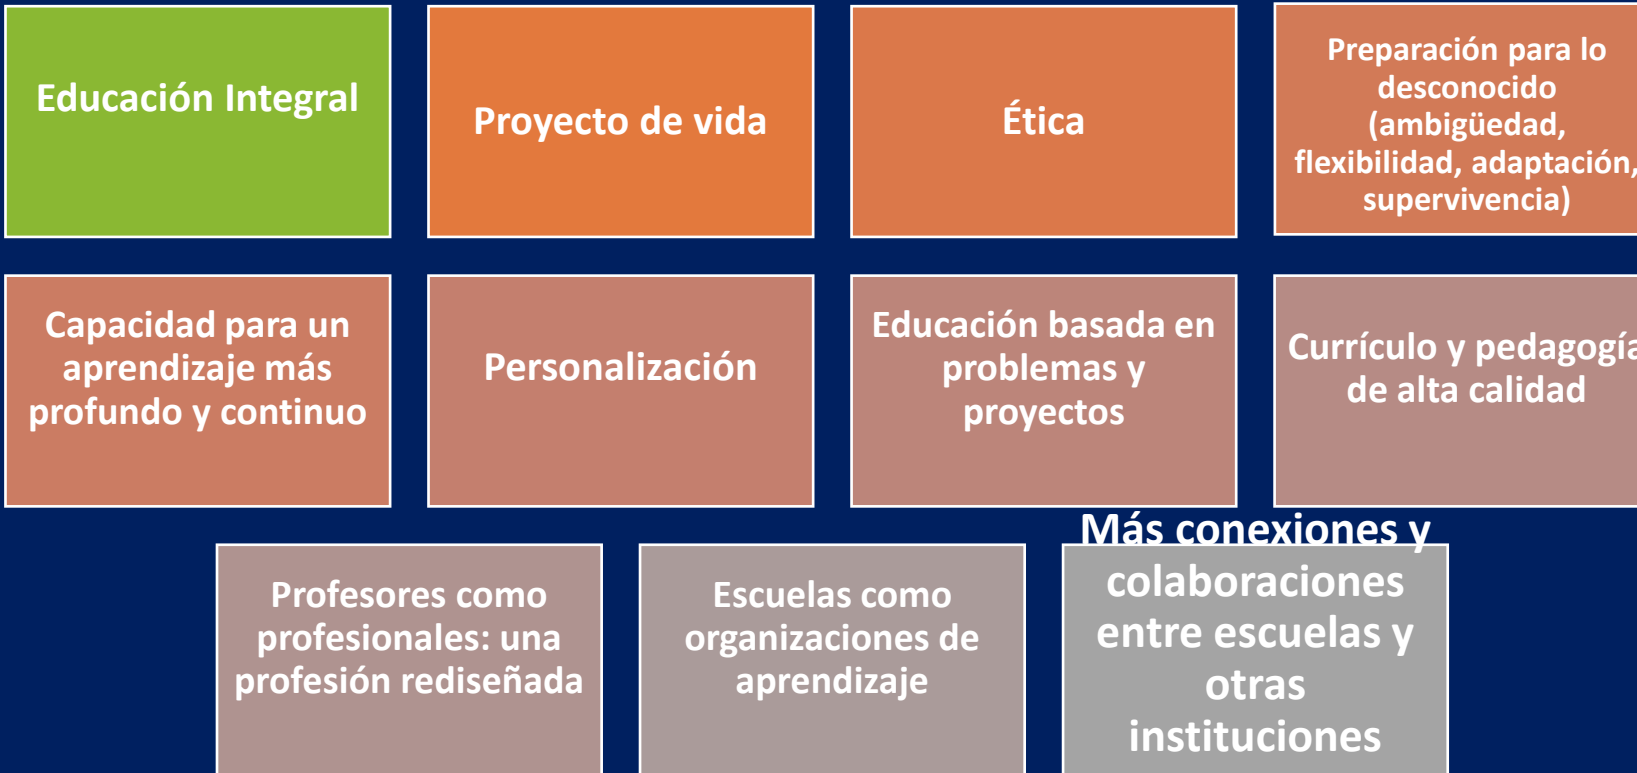 Educación Integral
Proyecto de vida
Ética
Preparación para lo
desconocido
(ambigüedad,
flexibilidad, adaptación,
supervivencia)
Capacidad para un
aprendizaje más
profundo y continuo
Personalización
Educación basada en
problemas y
proyectos
Currículo y pedagogía
de alta calidad
Profesores como
profesionales: una
profesión rediseñada
Escuelas como
organizaciones de
aprendizaje
Más conexiones y
colaboraciones
entre escuelas y
otras
instituciones